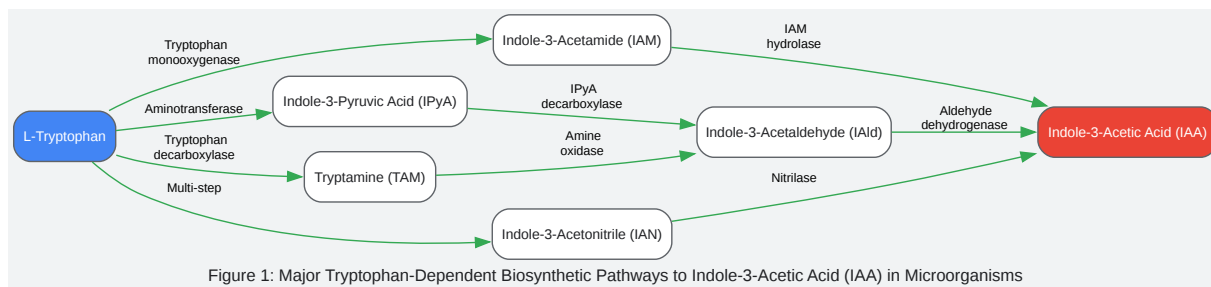 Tryptophan
monooxygenase
Indole-3-Acetamide (IAM)
IAM
hydrolase
L-Tryptophan
Aminotransferase
Indole-3-Pyruvic Acid (IPyA)
IPyA
decarboxylase
Tryptophan
decarboxylase
Tryptamine (TAM)
Amine
oxidase
Indole-3-Acetaldehyde (IAld)
Aldehyde
dehydrogenase
Indole-3-Acetic Acid (IAA)
Multi-step
Indole-3-Acetonitrile (IAN)
Nitrilase
Figure 1: Major Tryptophan-Dependent Biosynthetic Pathways to Indole-3-Acetic Acid (IAA) in Microorganisms